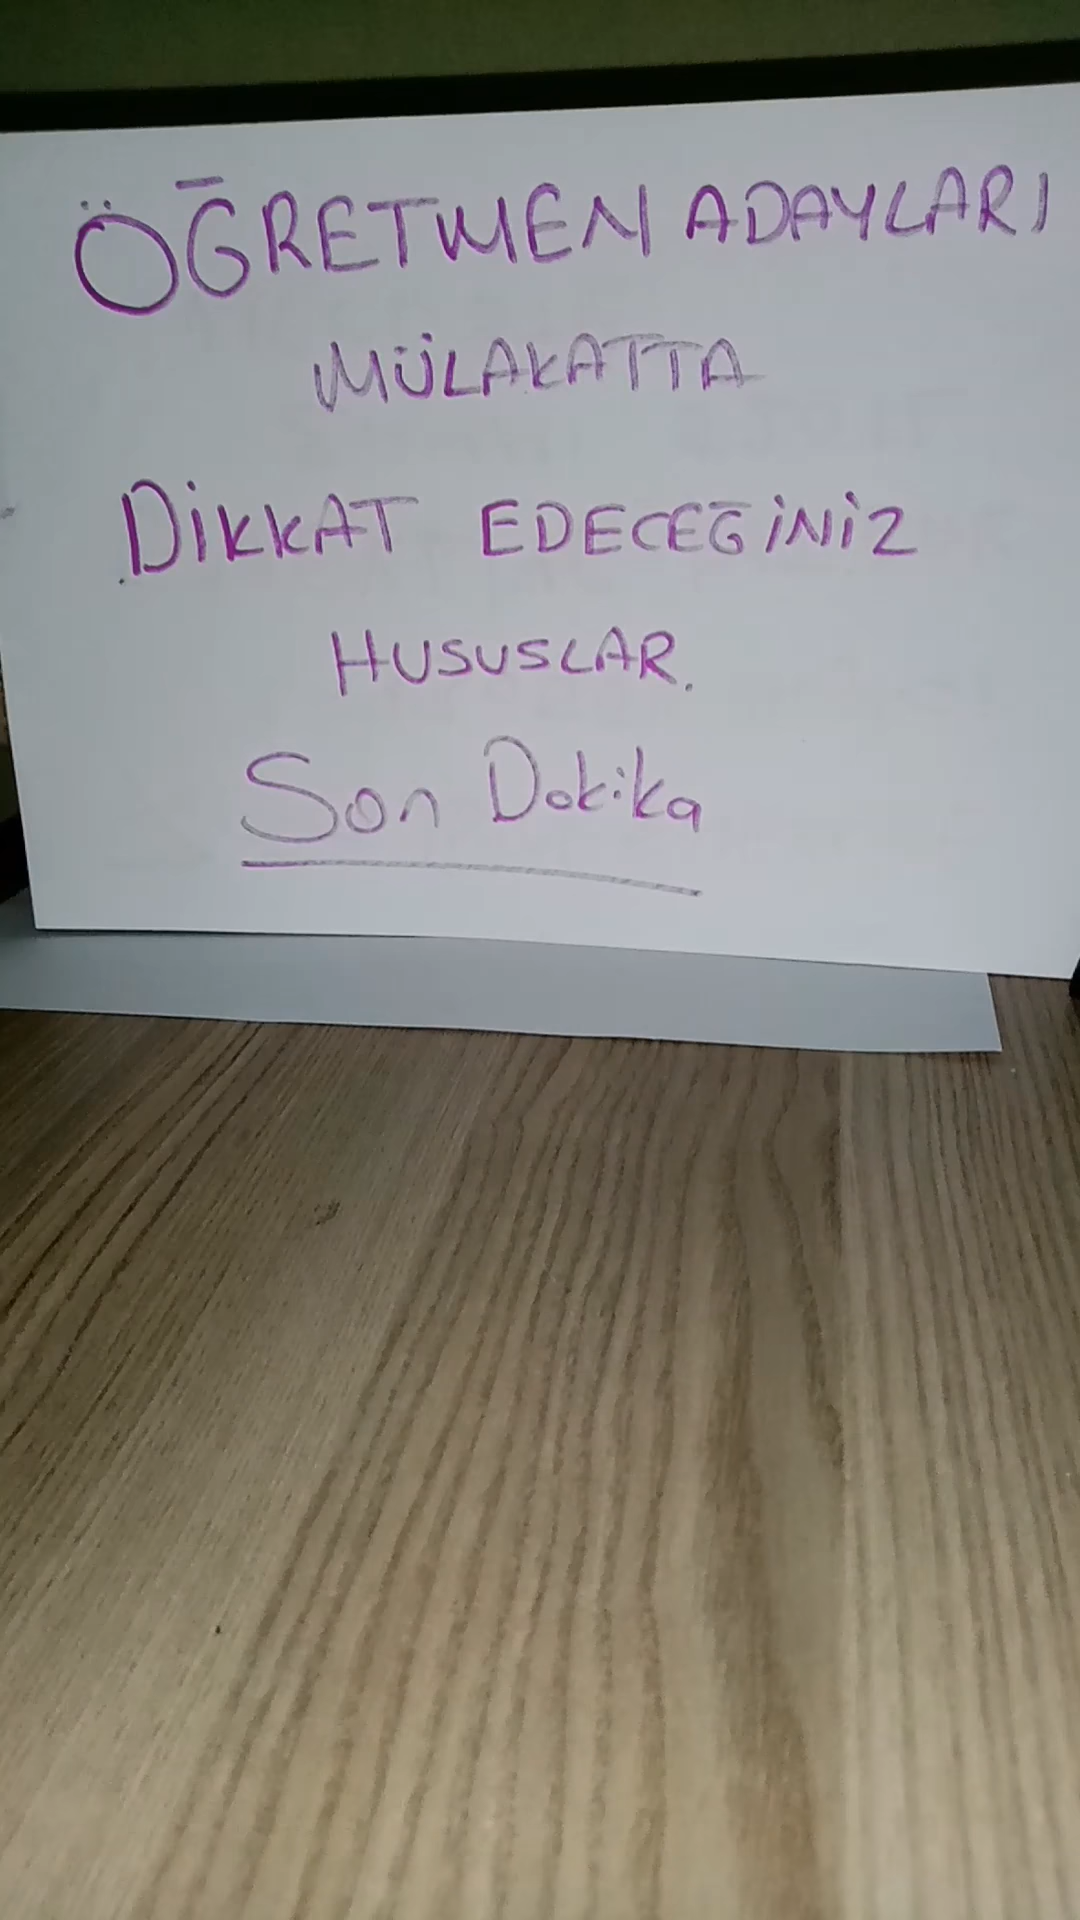 ÖĞRETMEN ADAYLARI
MÜLAKATTA
DİKKAT EDECEĞİNİZ
HUSUSLAR.
Son Dakika